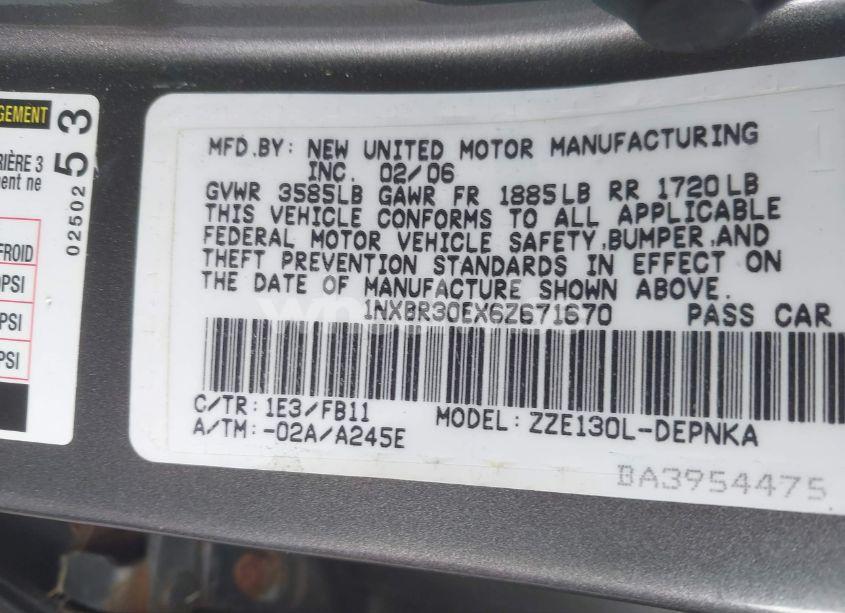 GEMENT
RIÈRE 3
ent ne
FROID
PSI
PSI
02502
53
MFD.BY: NEW UNITED MOTOR MANUFACTURING
INC. 02/06
GVWR 3585LB GAWR FR 1885LB RR 1720LB
THIS VEHICLE CONFORMS TO ALL APPLICABLE
FEDERAL MOTOR VEHICLE SAFETY,BUMPER,AND
THEFT PREVENTION STANDARDS IN EFFECT ON
THE DATE OF MANUFACTURE SHOWN ABOVE.
1NXBR30EX6Z671670 PASS CAR
C/TR: 1E3/FB11 MODEL: ZZE130L-DEPNKA
A/TM: -02A/A245E
BA3954475